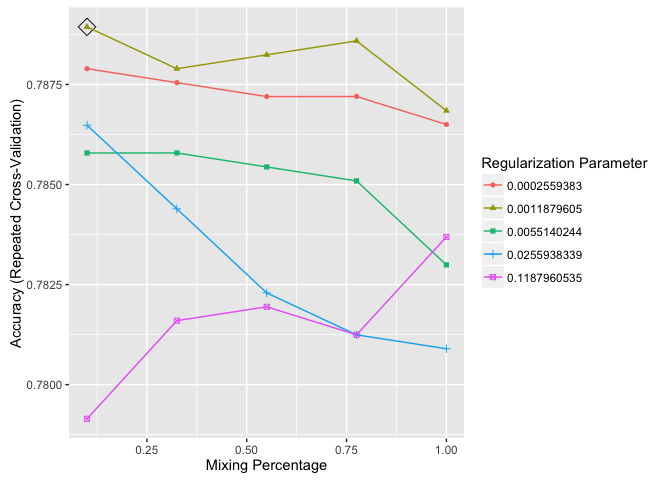 Accuracy (Repeated Cross-Validation)
0.7875
0.7850
0.7825
0.7800
0.25 0.50 0.75 1.00
Mixing Percentage
Regularization Parameter
0.0002559383
0.0011879605
0.0055140244
0.0255938339
0.1187960535